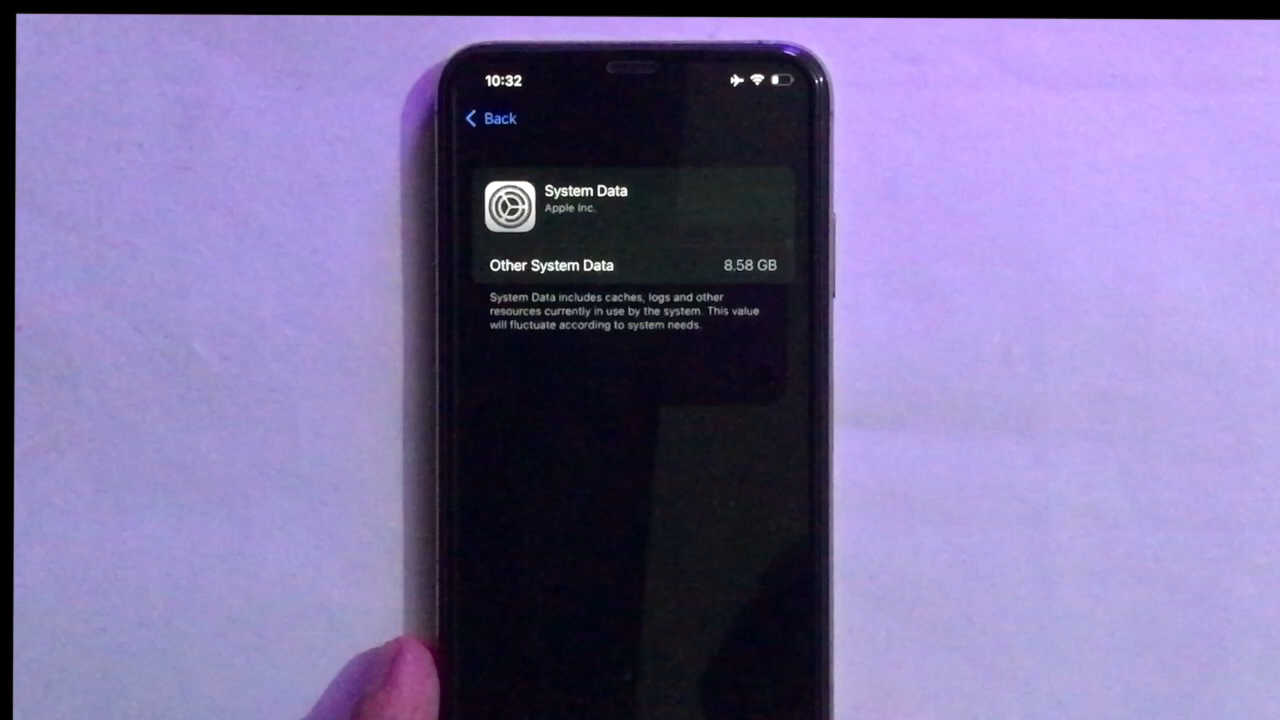 10:32
Back
System Data
Apple Inc.
Other System Data 8.58 GB
System Data includes caches, logs and other
resources currently in use by the system. This value
will fluctuate according to system needs.